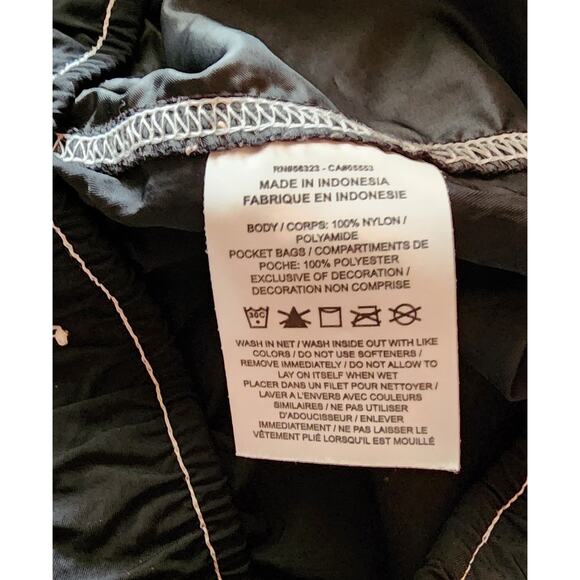 RN#56323 - CA#05553
MADE IN INDONESIA
FABRIQUE EN INDONESIE
BODY / CORPS: 100% NYLON /
POLYAMIDE
POCKET BAGS / COMPARTIMENTS DE
POCHE: 100% POLYESTER
EXCLUSIVE OF DECORATION /
DECORATION NON COMPRISE
30C
WASH IN NET / WASH INSIDE OUT WITH LIKE
COLORS / DO NOT USE SOFTENERS /
REMOVE IMMEDIATELY / DO NOT ALLOW TO
LAY ON ITSELF WHEN WET
PLACER DANS UN FILET POUR NETTOYER /
LAVER A L'ENVERS AVEC COULEURS
SIMILAIRES / NE PAS UTILISER
D'ADOUCISEUR / ENLEVER
IMMEDIATEMENT / NE PAS LAISSER LE
VÊTEMENT PLIÉ LORSQU'IL EST MOUILLÉ